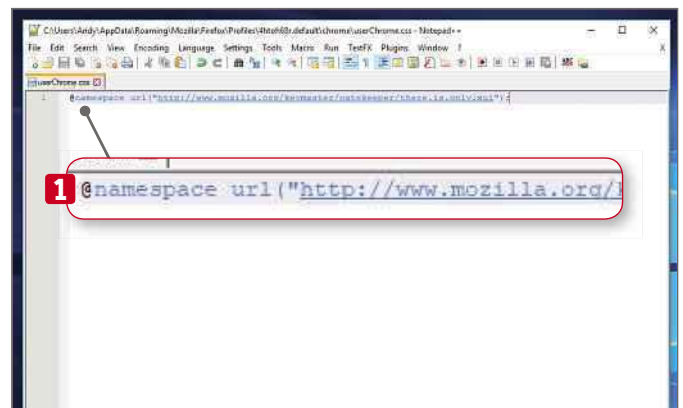 C:\Users\Andy\AppData\Roaming\Mozilla\Firefox\Profiles\4htoh60r.default\chrome\userChrome.css - Notepad++
File Edit Search View Encoding Language Settings Tools Macro Run TextFX Plugins Window ?
X
userChrome.css
1 @namespace url("http://www.mozilla.org/keymaster/gatekeeper/there.is.only.xul");
1 @namespace url("http://www.mozilla.org/